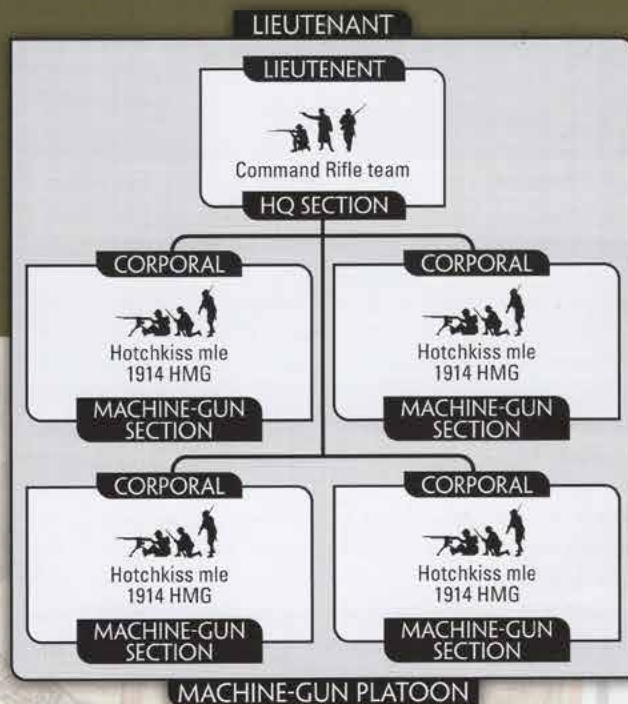 LIEUTENANT
LIEUTENENT
Command Rifle team
HQ SECTION
CORPORAL
Hotchkiss mle
1914 HMG
MACHINE-GUN
SECTION
CORPORAL
Hotchkiss mle
1914 HMG
MACHINE-GUN
SECTION
CORPORAL
Hotchkiss mle
1914 HMG
MACHINE-GUN
SECTION
CORPORAL
Hotchkiss mle
1914 HMG
MACHINE-GUN
SECTION
MACHINE-GUN PLATOON